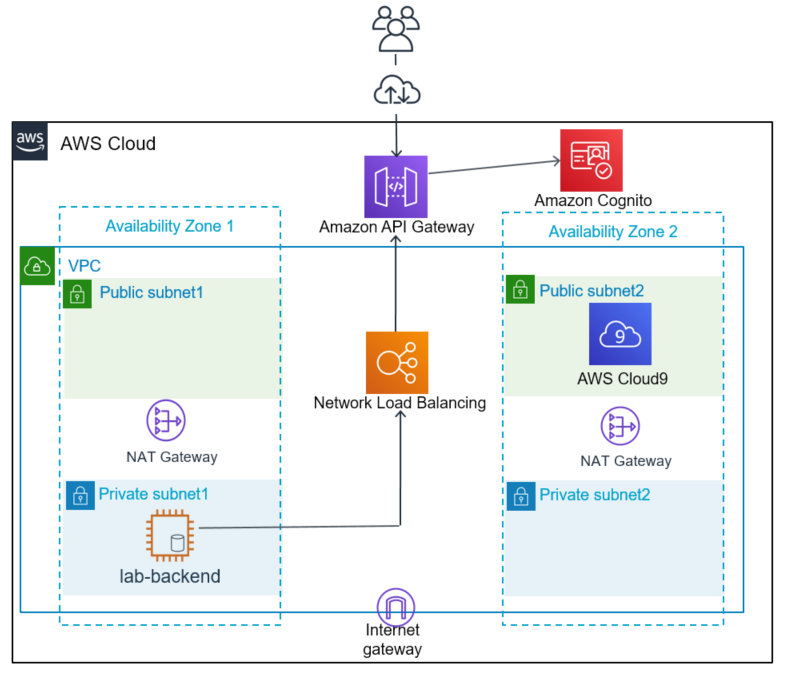 aws
AWS Cloud
Amazon Cognito
Amazon API Gateway
Availability Zone 1
Availability Zone 2
VPC
Public subnet1
Public subnet2
9
AWS Cloud9
Network Load Balancing
NAT Gateway
NAT Gateway
Private subnet1
Private subnet2
lab-backend
Internet
gateway